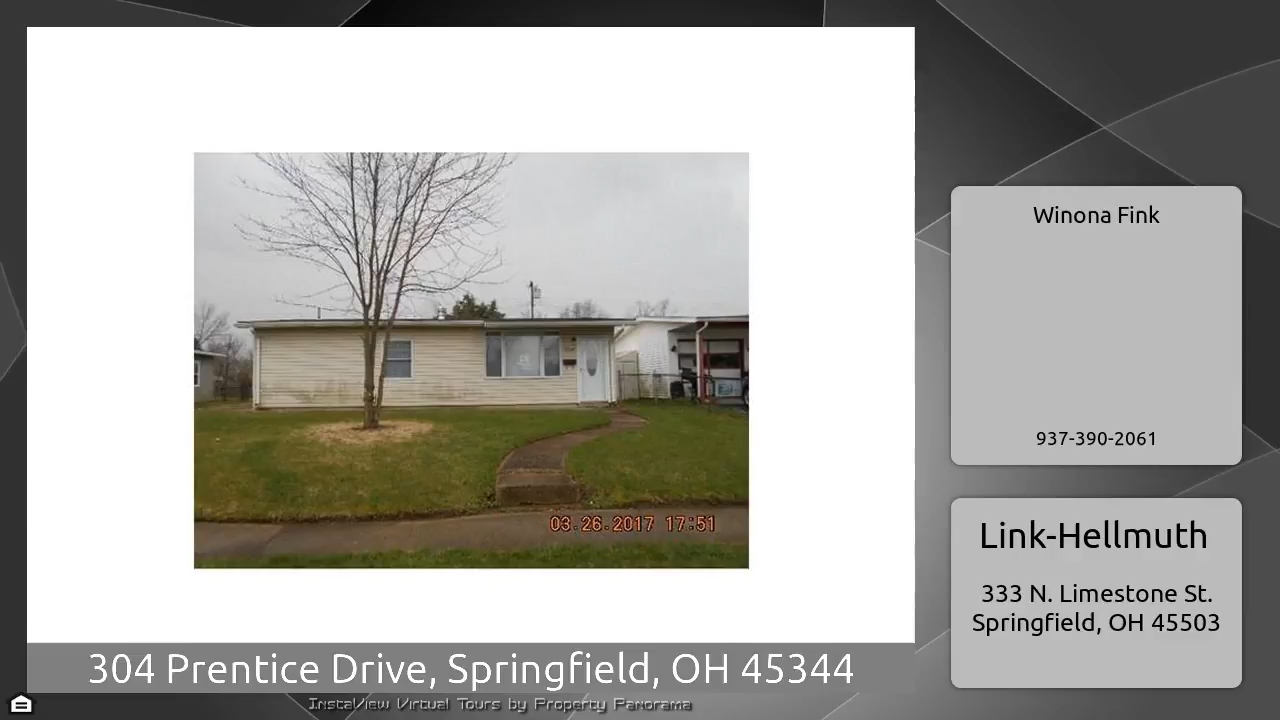 Winona Fink
937-390-2061
Link-Hellmuth
333 N. Limestone St.
Springfield, OH 45503
03.26.2017 17:51
304 Prentice Drive, Springfield, OH 45344
InstaView Virtual Tours by Property Panorama